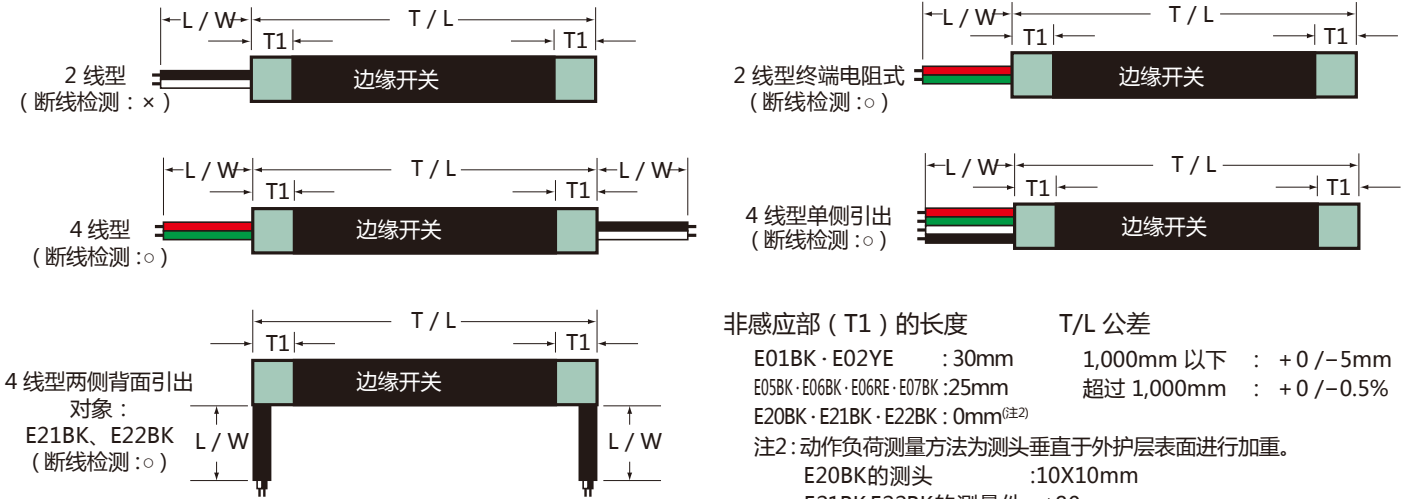 L / W
T / L
T1
T1
2 线型
( 断线检测 : × )
边缘开关
L / W
T / L
T1
T1
2 线型终端电阻式
( 断线检测 :○ )
边缘开关
L / W
T / L
L / W
T1
T1
4 线型
( 断线检测 :○ )
边缘开关
L / W
T / L
T1
T1
4 线型单侧引出
( 断线检测 :○ )
边缘开关
T / L
T1
T1
4 线型两侧背面引出
对象 :
E21BK、E22BK
( 断线检测 :○ )
边缘开关
L / W
L / W
非感应部 ( T1 ) 的长度
E01BK · E02YE : 30mm
E05BK · E06BK · E06RE · E07BK :25mm
E20BK · E21BK · E22BK : 0mm(注2)
T/L 公差
1,000mm 以下 : +0 /−5mm
超过 1,000mm : +0 /−0.5%
注2 : 动作负荷测量方法为测头垂直于外护层表面进行加重。
E20BK的测头 :10X10mm